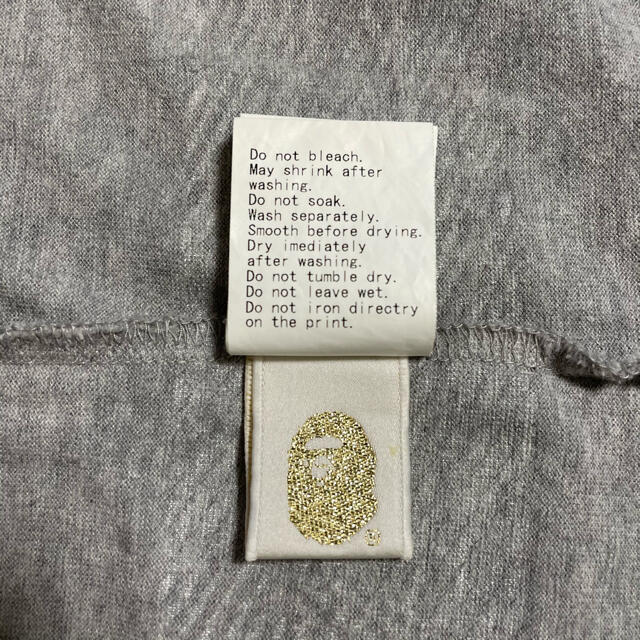 Do not bleach.
May shrink after
washing.
Do not soak.
Wash separately.
Smooth before drying.
Dry imediately
after washing.
Do not tumble dry.
Do not leave wet.
Do not iron directry
on the print.